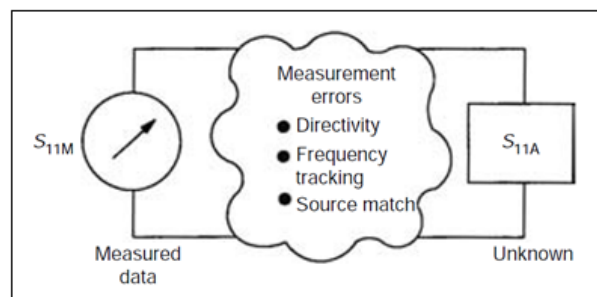 Measurement
errors
● Directivity
● Frequency
tracking
● Source match
S11M
S11A
Measured
data
Unknown